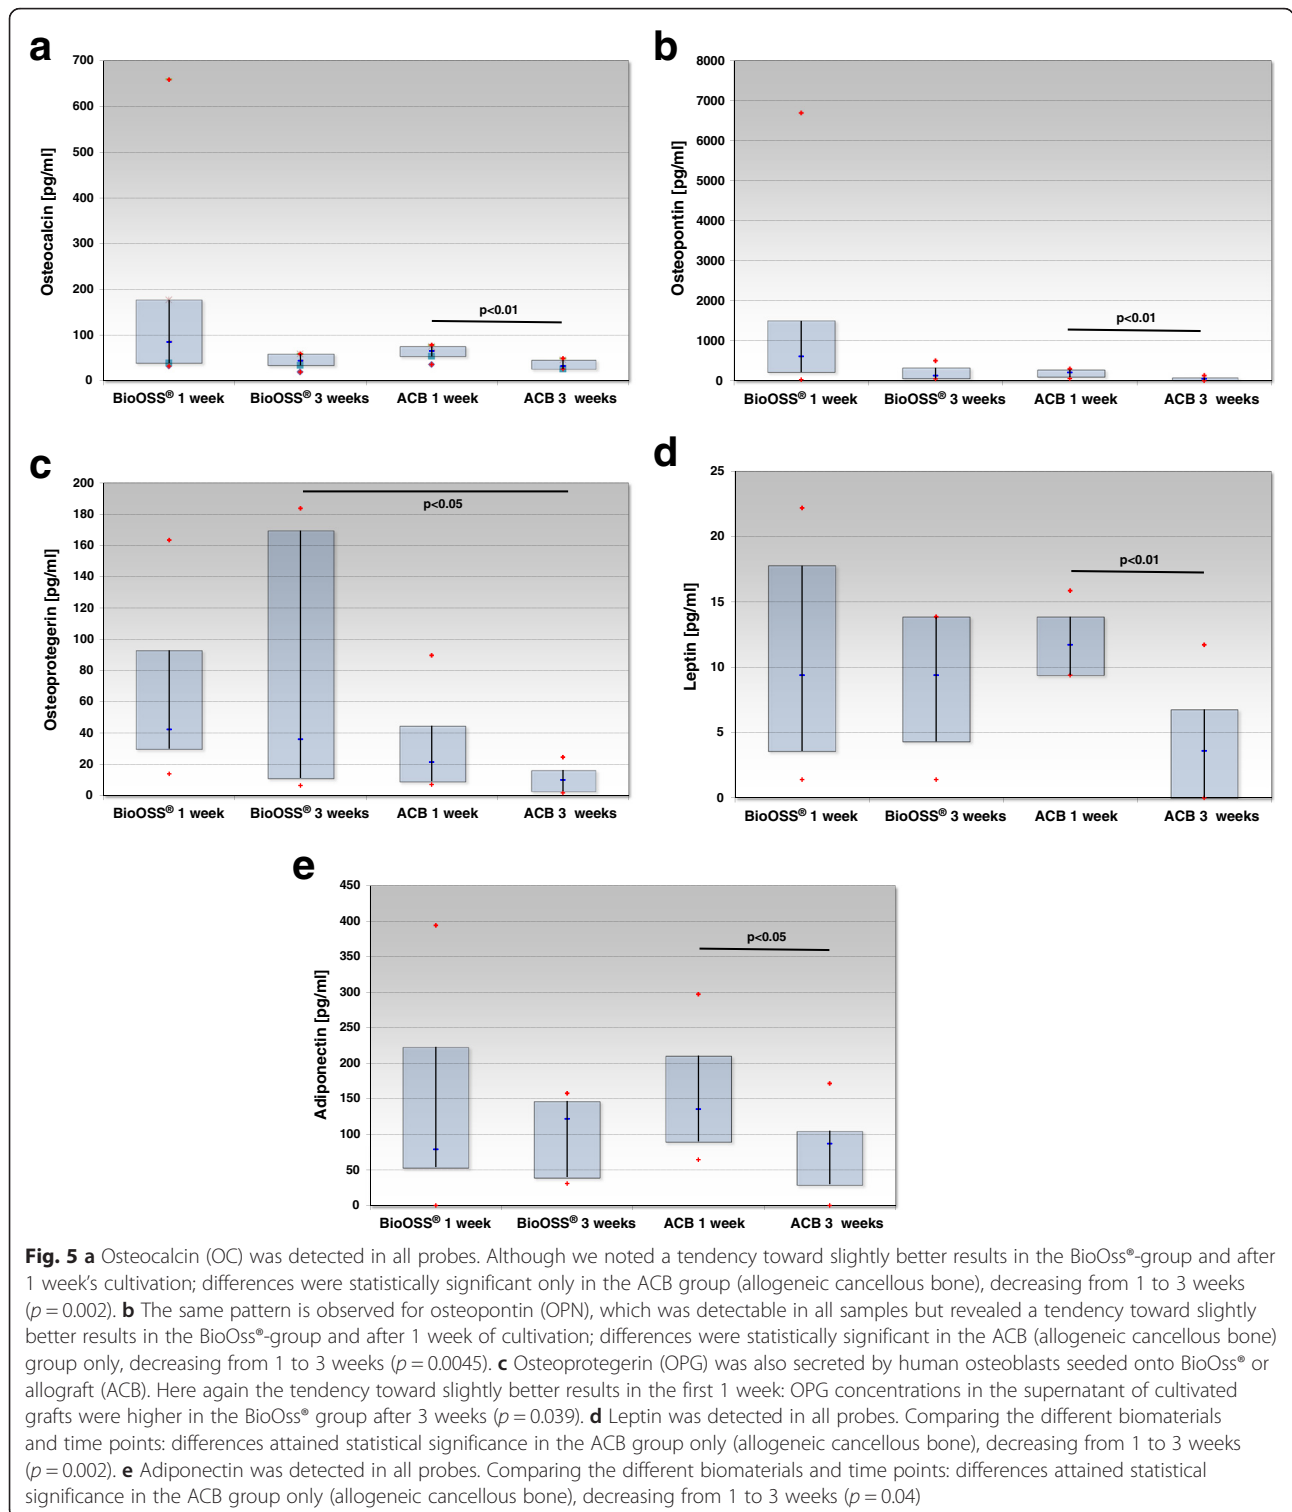 a
700
600
500
400
300
200
100
0
Osteocalcin [pg/ml]
p<0.01
BioOSS® 1 week BioOSS® 3 weeks ACB 1 week ACB 3 weeks
b
8000
7000
6000
5000
4000
3000
2000
1000
0
Osteopontin [pg/ml]
p<0.01
BioOSS® 1 week BioOSS® 3 weeks ACB 1 week ACB 3 weeks
c
200
180
160
140
120
100
80
60
40
20
0
Osteoprotegerin [pg/ml]
p<0.05
BioOSS® 1 week BioOSS® 3 weeks ACB 1 week ACB 3 weeks
d
25
20
15
10
5
0
Leptin [pg/ml]
p<0.01
BioOSS® 1 week BioOSS® 3 weeks ACB 1 week ACB 3 weeks
e
450
400
350
300
250
200
150
100
50
0
Adiponectin [pg/ml]
p<0.05
BioOSS® 1 week BioOSS® 3 weeks ACB 1 week ACB 3 weeks
Fig. 5 a Osteocalcin (OC) was detected in all probes. Although we noted a tendency toward slightly better results in the BioOss®-group and after
1 week's cultivation; differences were statistically significant only in the ACB group (allogeneic cancellous bone), decreasing from 1 to 3 weeks
(p = 0.002). b The same pattern is observed for osteopontin (OPN), which was detectable in all samples but revealed a tendency toward slightly
better results in the BioOss®-group and after 1 week of cultivation; differences were statistically significant in the ACB (allogeneic cancellous bone)
group only, decreasing from 1 to 3 weeks (p = 0.0045). c Osteoprotegerin (OPG) was also secreted by human osteoblasts seeded onto BioOss® or
allograft (ACB). Here again the tendency toward slightly better results in the first 1 week: OPG concentrations in the supernatant of cultivated
grafts were higher in the BioOss® group after 3 weeks (p = 0.039). d Leptin was detected in all probes. Comparing the different biomaterials
and time points: differences attained statistical significance in the ACB group only (allogeneic cancellous bone), decreasing from 1 to 3 weeks
(p = 0.002). e Adiponectin was detected in all probes. Comparing the different biomaterials and time points: differences attained statistical
significance in the ACB group only (allogeneic cancellous bone), decreasing from 1 to 3 weeks (p = 0.04)